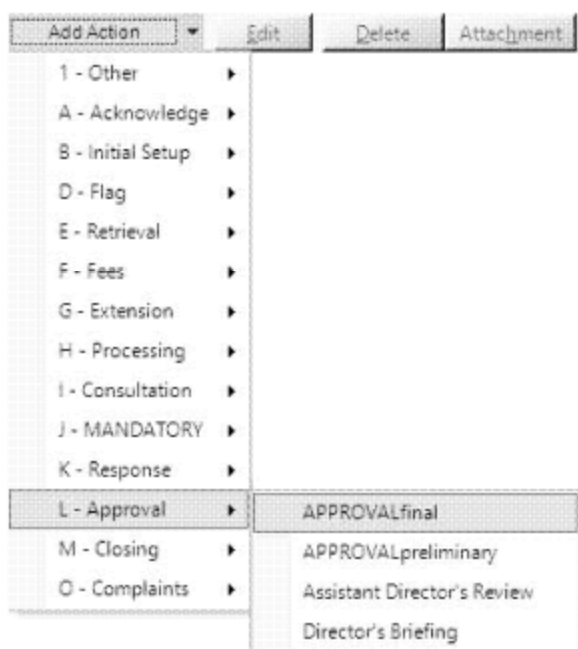 Add Action Edit Delete Attachment
1 - Other
A - Acknowledge
B - Initial Setup
D - Flag
E - Retrieval
F - Fees
G - Extension
H - Processing
I - Consultation
J - MANDATORY
K - Response
L - Approval APPROVALfinal
M - Closing APPROVALpreliminary
O - Complaints Assistant Director's Review
Director's Briefing